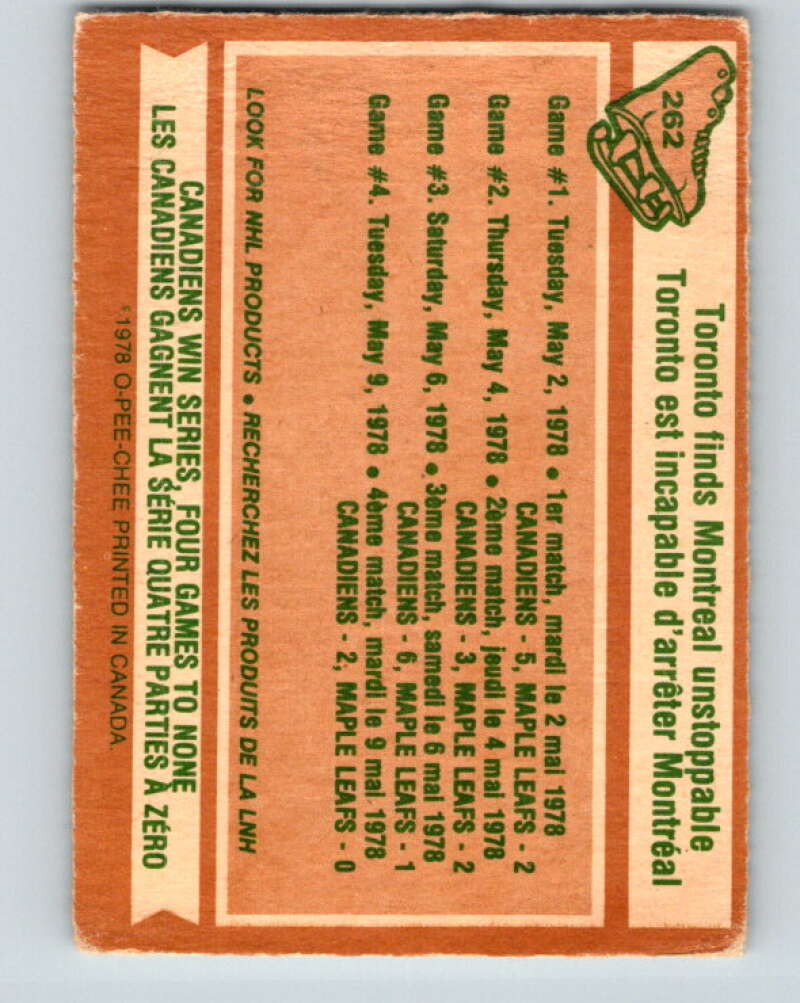 262
Toronto finds Montreal unstoppable
Toronto est incapable d'arrêter Montréal
Game #1. Tuesday, May 2, 1978 • 1er match, mardi le 2 mai 1978
CANADIENS - 5, MAPLE LEAFS - 2
Game #2. Thursday, May 4, 1978 • 2ème match, jeudi le 4 mai 1978
CANADIENS - 3, MAPLE LEAFS - 2
Game #3. Saturday, May 6, 1978 • 3ème match, samedi le 6 mai 1978
CANADIENS - 6, MAPLE LEAFS - 1
Game #4. Tuesday, May 9, 1978 • 4ème match, mardi le 9 mai 1978
CANADIENS - 2, MAPLE LEAFS - 0
LOOK FOR NHL PRODUCTS • RECHERCHEZ LES PRODUITS DE LA LNH
CANADIENS WIN SERIES, FOUR GAMES TO NONE
LES CANADIENS GAGNENT LA SÉRIE QUATRE PARTIES À ZÉRO
©1978 O-PEE-CHEE PRINTED IN CANADA.